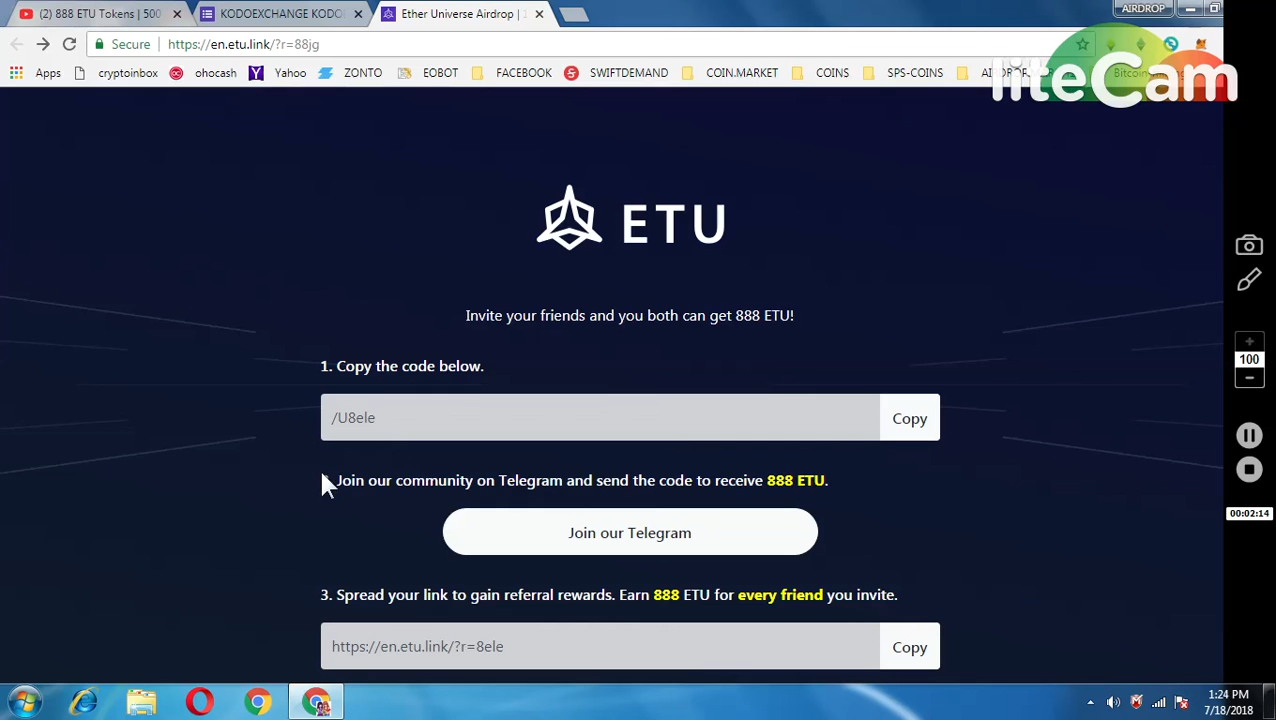 (2) 888 ETU Tokens | 500
KODOEXCHANGE KODO
Ether Universe Airdrop |
AIRDROP
Secure
https://en.etu.link/?r=88jg
Apps
cryptoinbox
ohocash
Yahoo
EOBOT
FACEBOOK
SWIFTDEMAND
COIN.MARKET
COINS
SPS-COINS
liteCam
ETU
Invite your friends and you both can get 888 ETU!
1. Copy the code below.
/U8ele
Copy
Join our community on Telegram and send the code to receive 888 ETU.
Join our Telegram
3. Spread your link to gain referral rewards. Earn 888 ETU for every friend you invite.
https://en.etu.link/?r=8ele
Copy
100
00:02:14
1:24 PM
7/18/2018